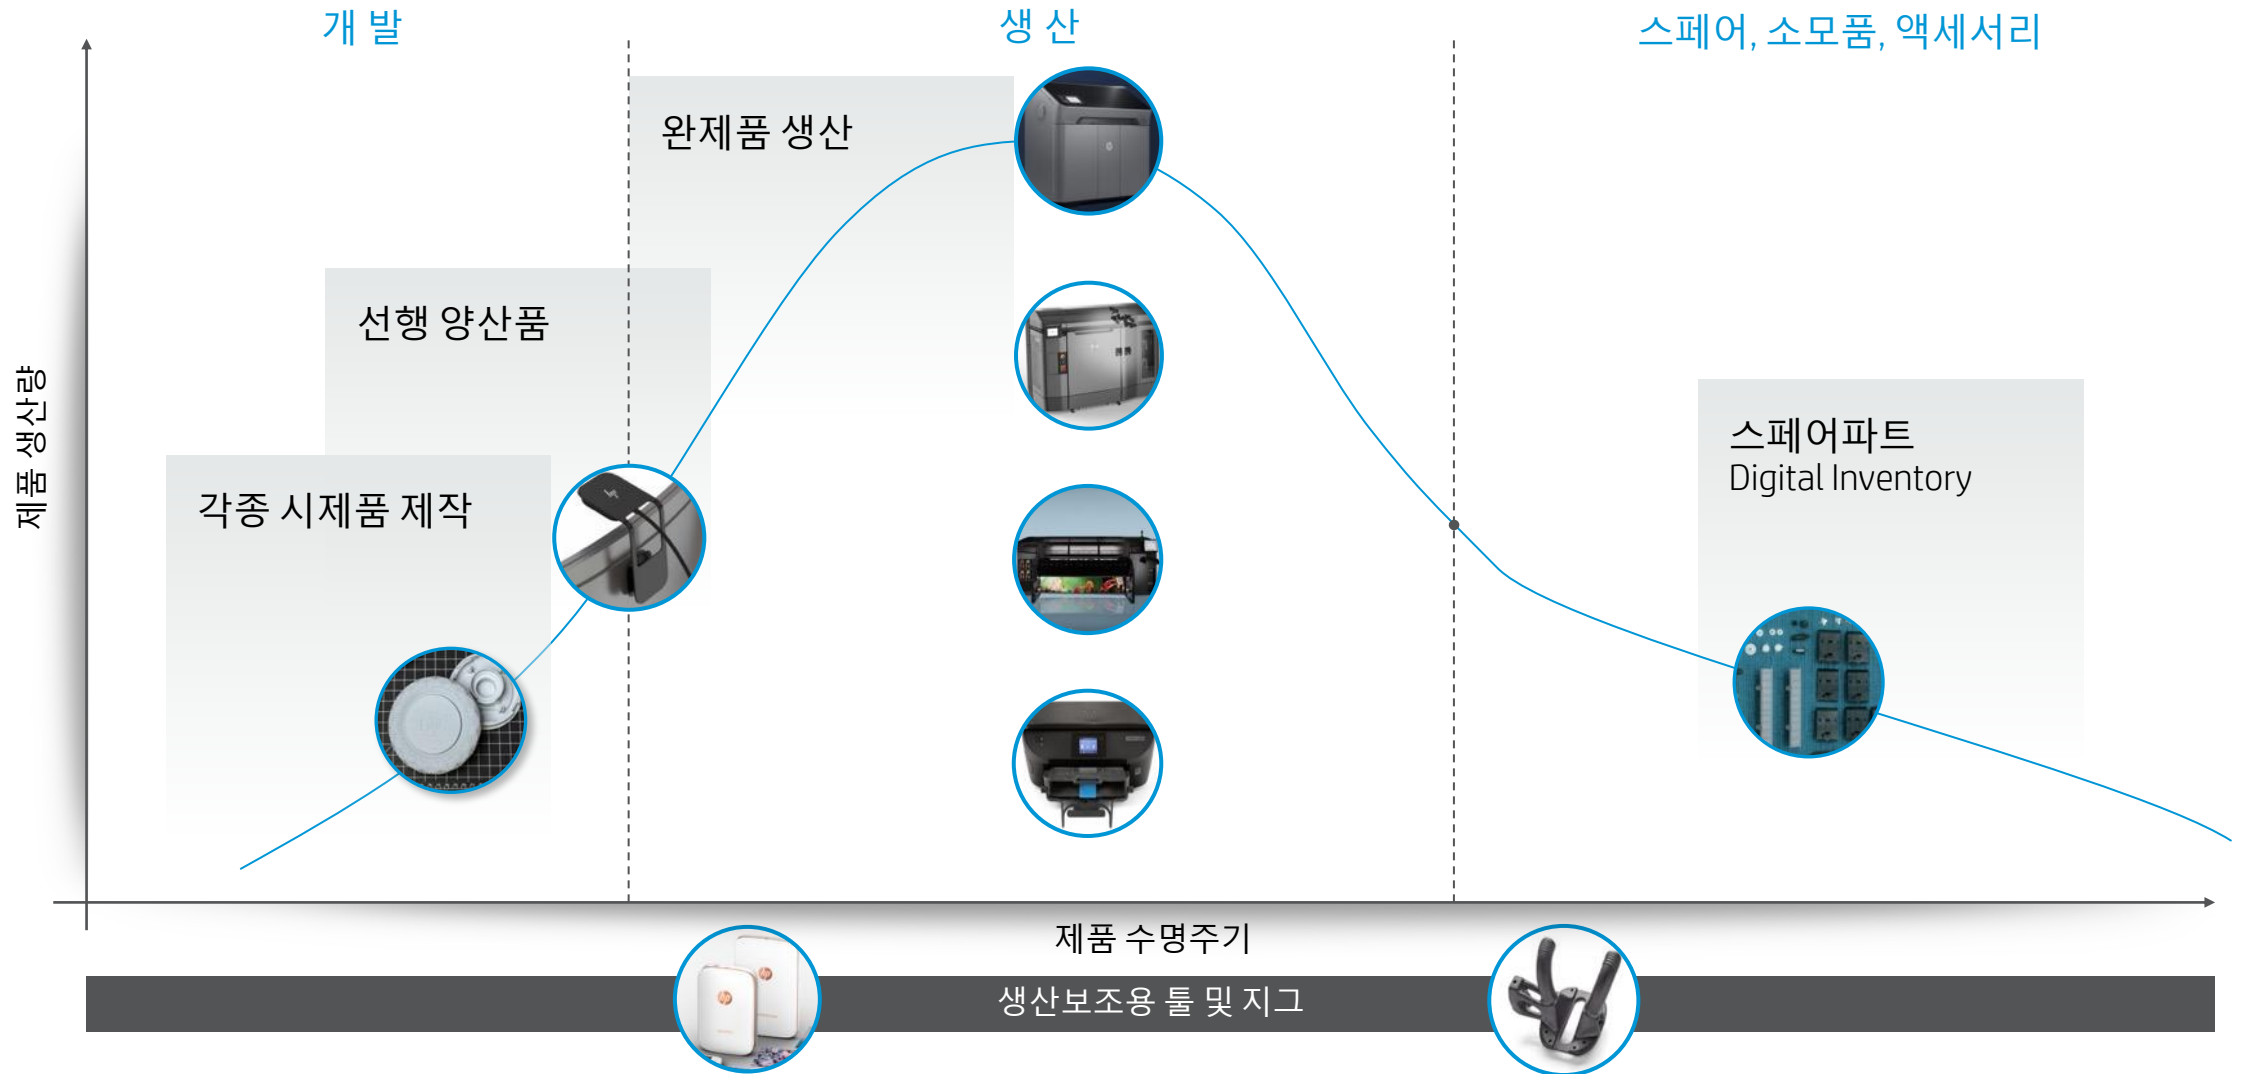 개 발
생 산
스페어, 소모품, 액세서리
완제품 생산
선행 양산품
각종 시제품 제작
스페어파트
Digital Inventory
제품 생산량
제품 수명주기
생산보조용 툴 및 지그